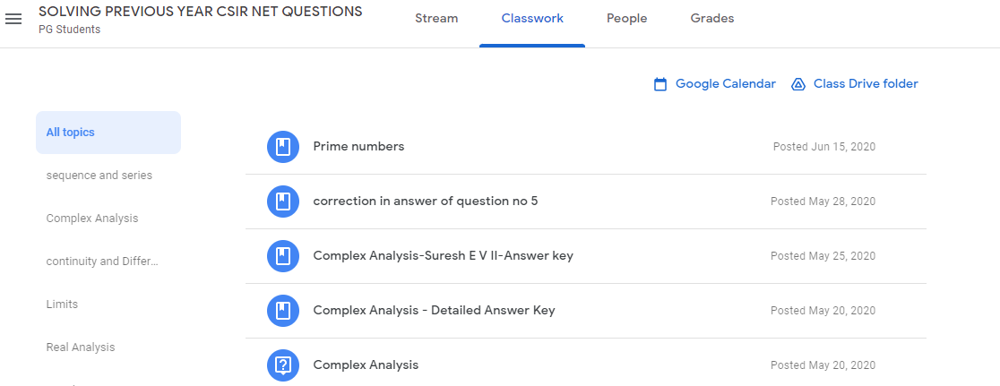 SOLVING PREVIOUS YEAR CSIR NET QUESTIONS
PG Students
Stream
Classwork
People
Grades
Google Calendar
Class Drive folder
All topics
sequence and series
Complex Analysis
continuity and Differ...
Limits
Real Analysis
Prime numbers
Posted Jun 15, 2020
correction in answer of question no 5
Posted May 28, 2020
Complex Analysis-Suresh E V II-Answer key
Posted May 25, 2020
Complex Analysis - Detailed Answer Key
Posted May 20, 2020
Complex Analysis
Posted May 20, 2020